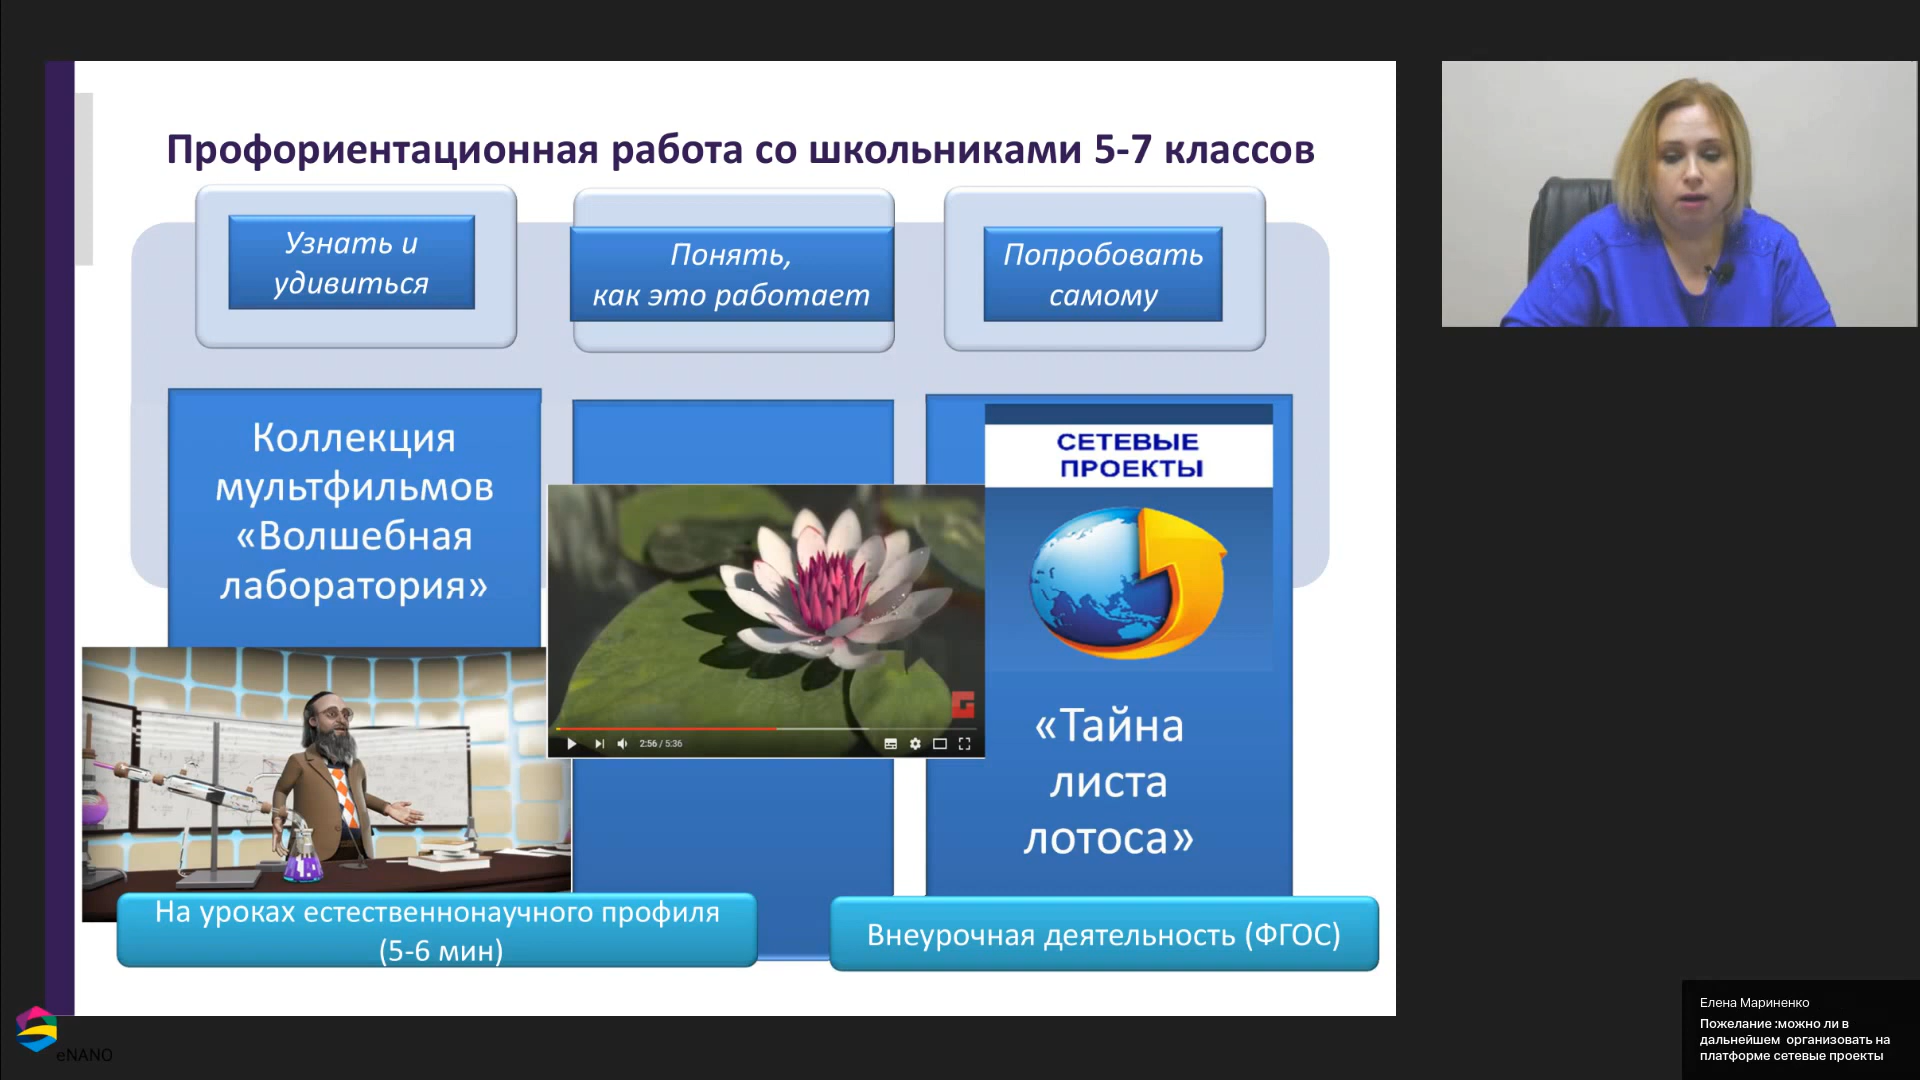 Профориентационная работа со школьниками 5-7 классов
Узнать и
удивиться
Понять,
как это работает
Попробовать
самому
Коллекция
мультфильмов
«Волшебная
лаборатория»
2:56 / 5:36
СЕТЕВЫЕ
ПРОЕКТЫ
«Тайна
листа
лотоса»
На уроках естественнонаучного профиля
(5-6 мин)
Внеурочная деятельность (ФГОС)
eNANO
Елена Мариненко
Пожелание :можно ли в
дальнейшем организовать на
платформе сетевые проекты